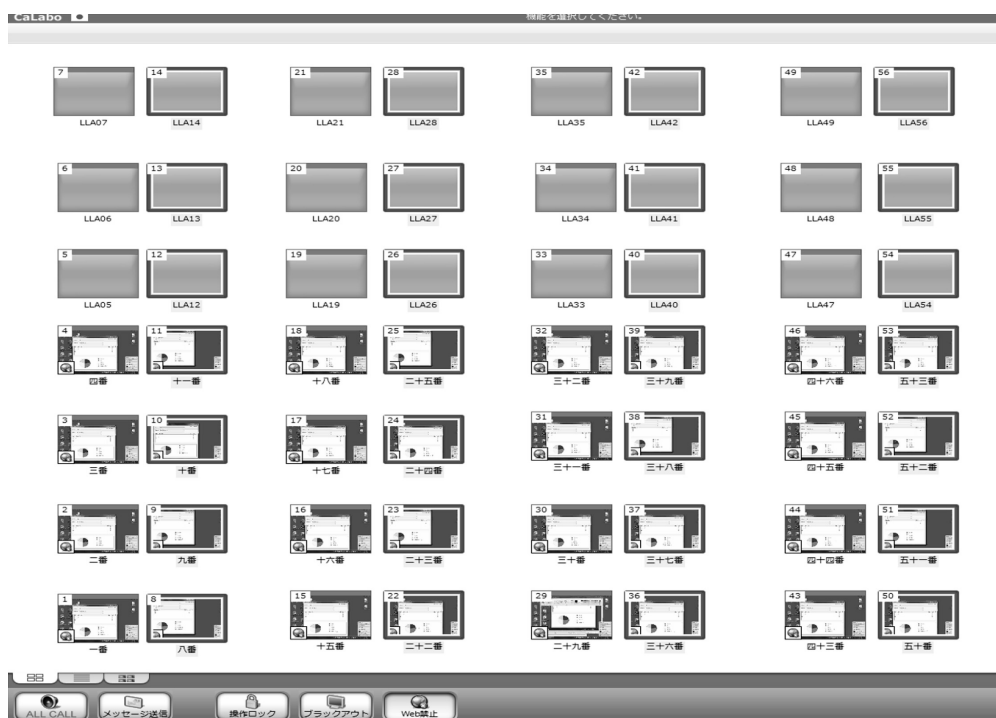 CaLabo
機能を選択してください。
7 14 21 28 35 42 49 56
LLA07 LLA14 LLA21 LLA28 LLA35 LLA42 LLA49 LLA56
6 13 20 27 34 41 48 55
LLA06 LLA13 LLA20 LLA27 LLA34 LLA41 LLA48 LLA55
5 12 19 26 33 40 47 54
LLA05 LLA12 LLA19 LLA26 LLA33 LLA40 LLA47 LLA54
4 11 18 25 32 39 46 53
四番 十一番 十八番 二十五番 三十二番 三十九番 四十六番 五十三番
3 10 17 24 31 38 45 52
三番 十番 十七番 二十四番 三十一番 三十八番 四十五番 五十二番
2 9 16 23 30 37 44 51
二番 九番 十六番 二十三番 三十番 三十七番 四十四番 五十一番
1 8 15 22 29 36 43 50
一番 八番 十五番 二十二番 二十九番 三十六番 四十三番 五十番
ALL CALL メッセージ送信 操作ロック ブラックアウト Web禁止